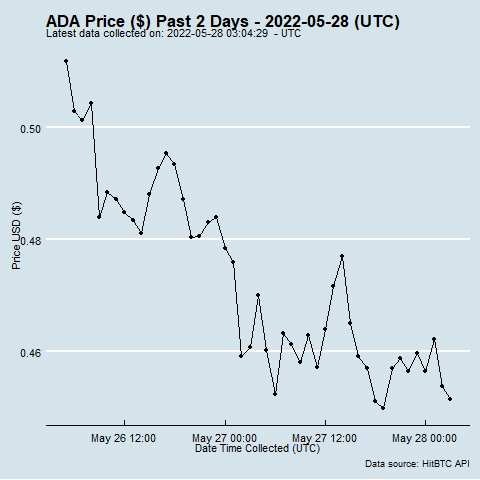 ADA Price ($) Past 2 Days - 2022-05-28 (UTC)
Latest data collected on: 2022-05-28 03:04:29  - UTC
0.50
0.48
0.46
Price USD ($)
May 26 12:00
May 27 00:00
May 27 12:00
May 28 00:00
Date Time Collected (UTC)
Data source: HitBTC API